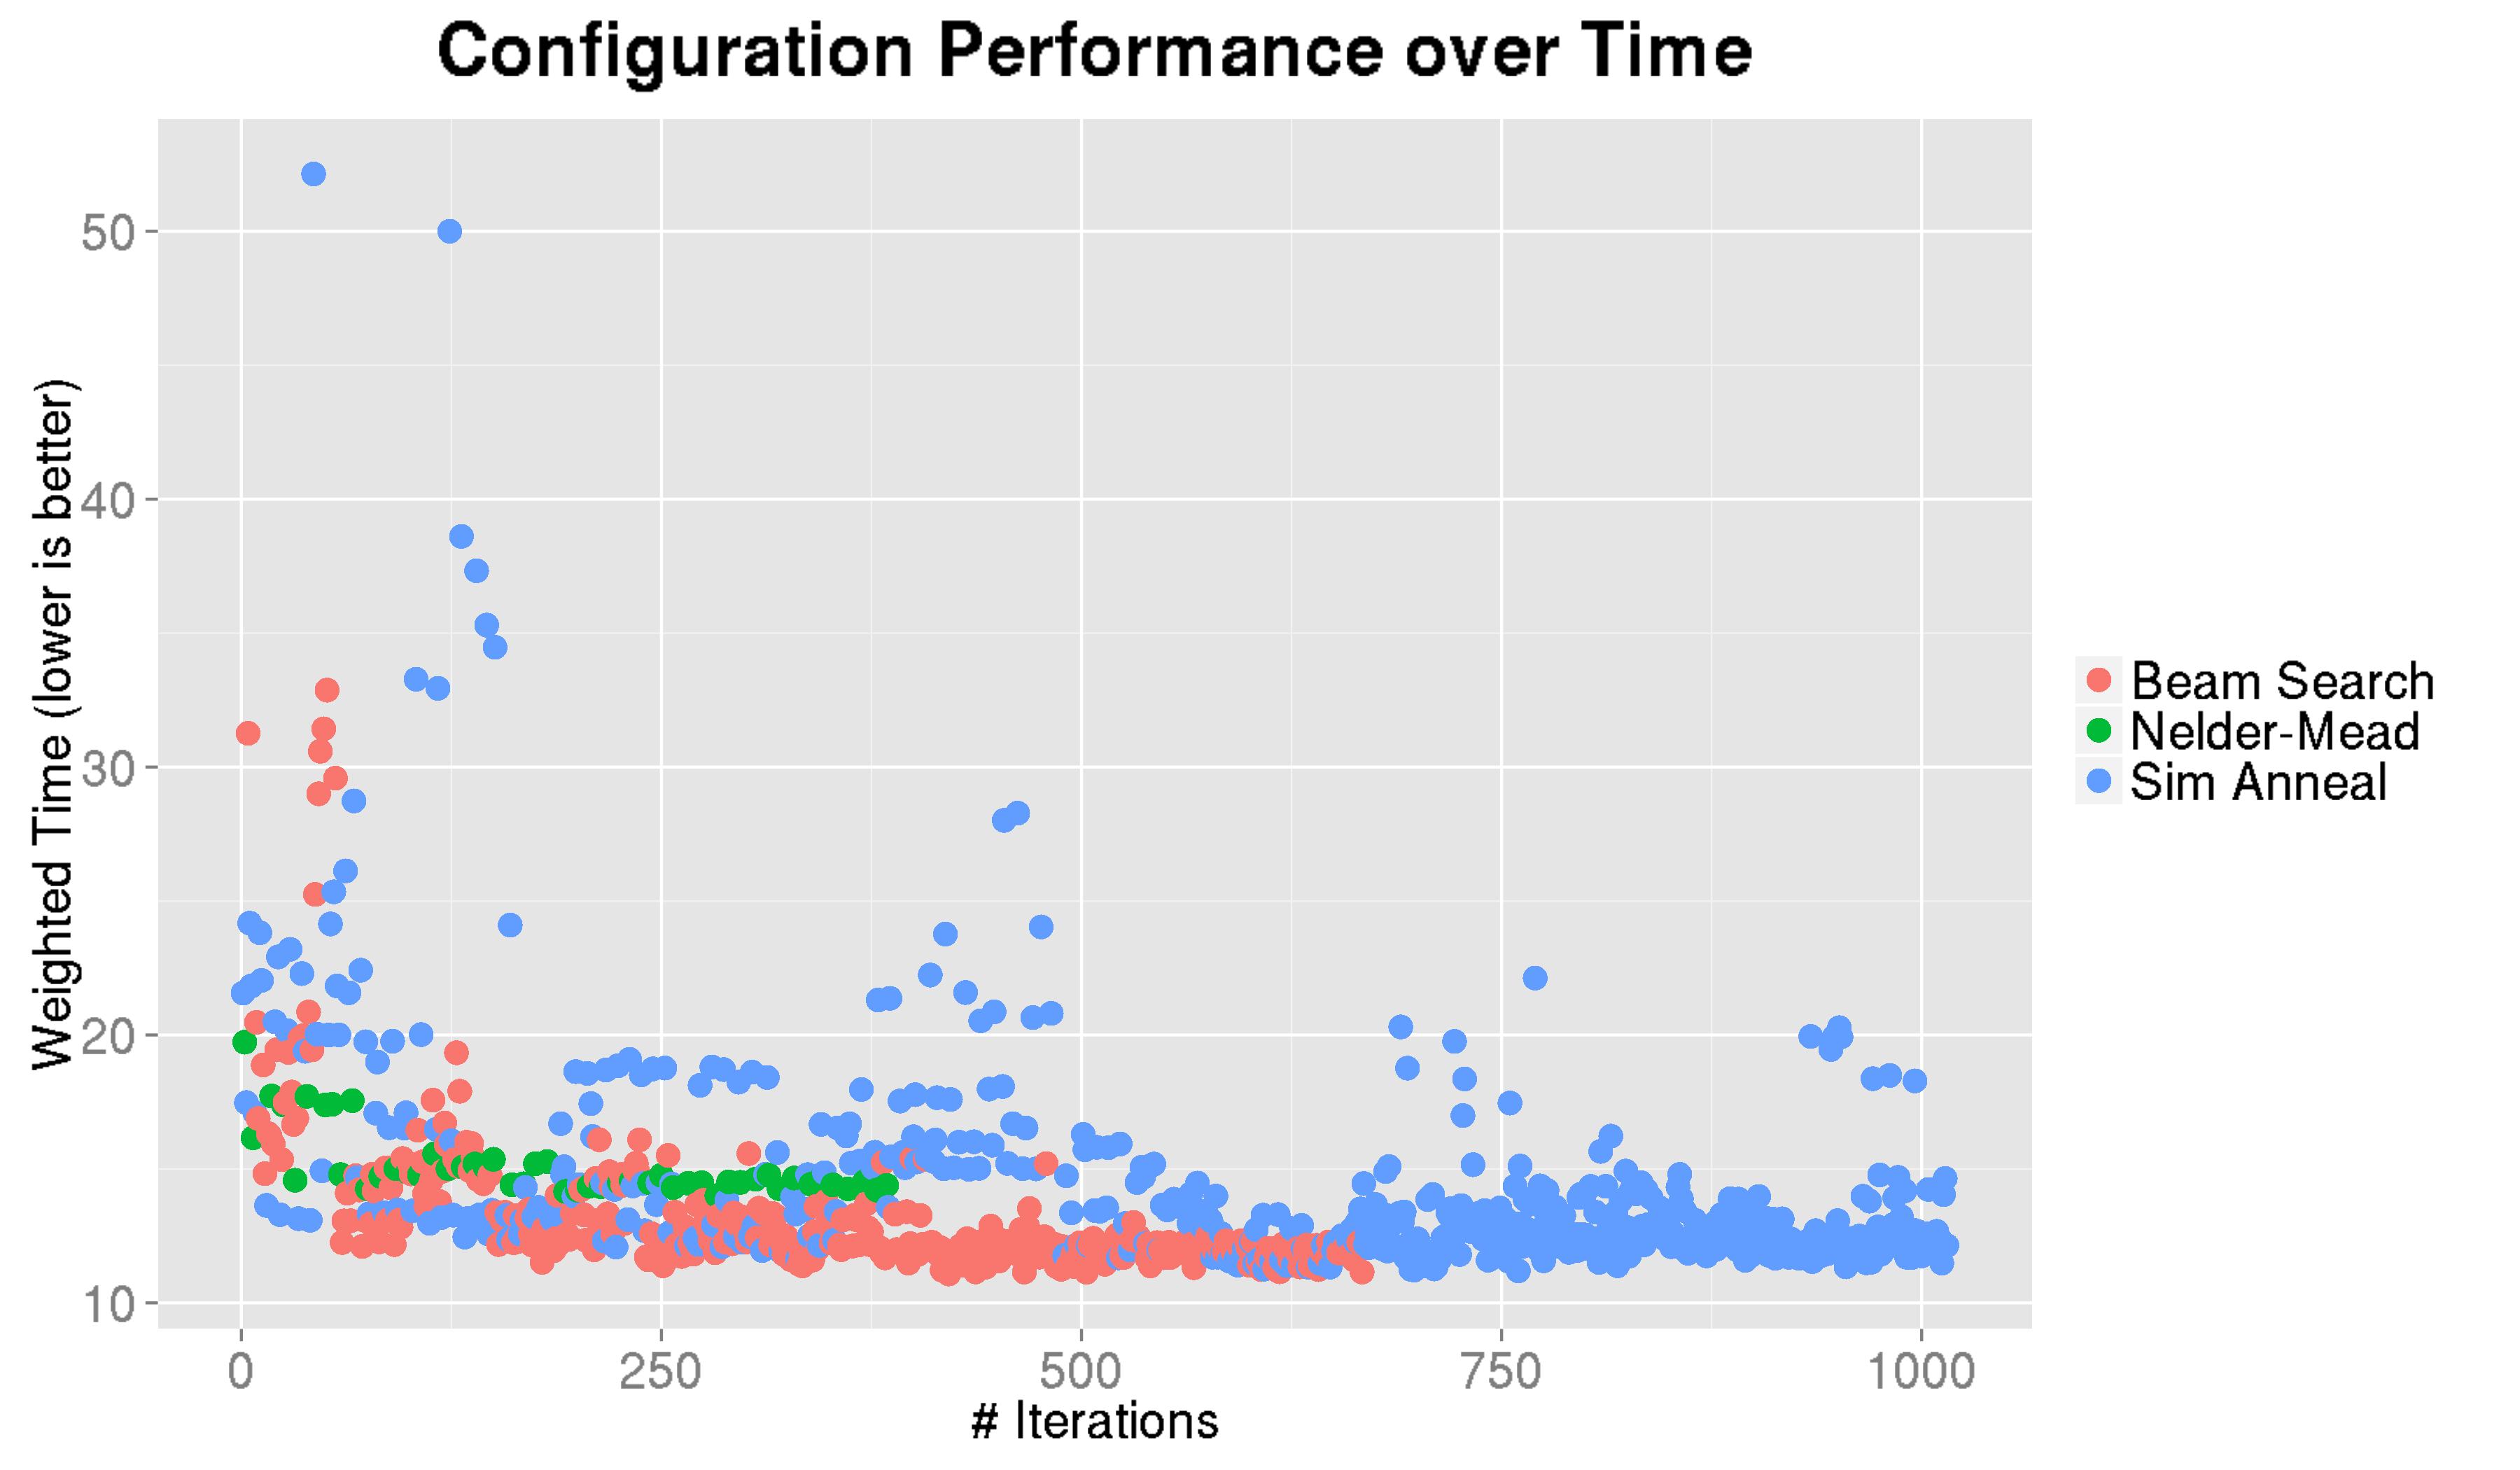 Configuration Performance over Time
Weighted Time (lower is better)
50
40
30
20
10
0
250
500
750
1000
# Iterations
Beam Search
Nelder-Mead
Sim Anneal